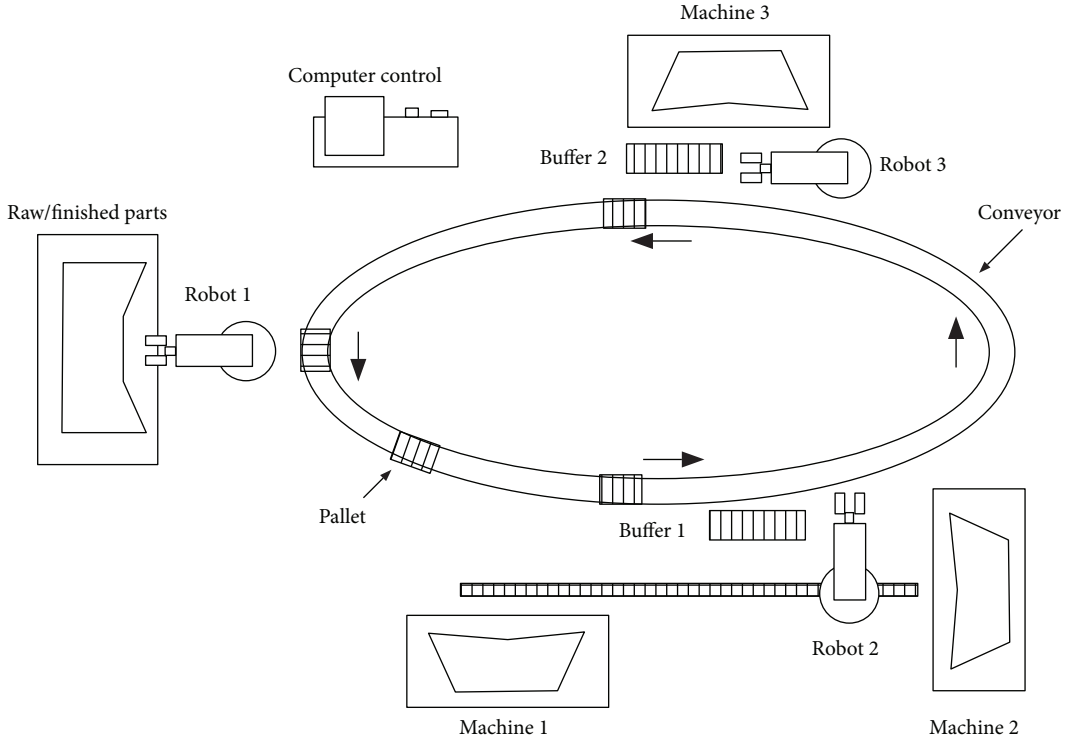 Machine 3
Computer control
Buffer 2
Robot 3
Raw/finished parts
Conveyor
Robot 1
Pallet
Buffer 1
Robot 2
Machine 1
Machine 2